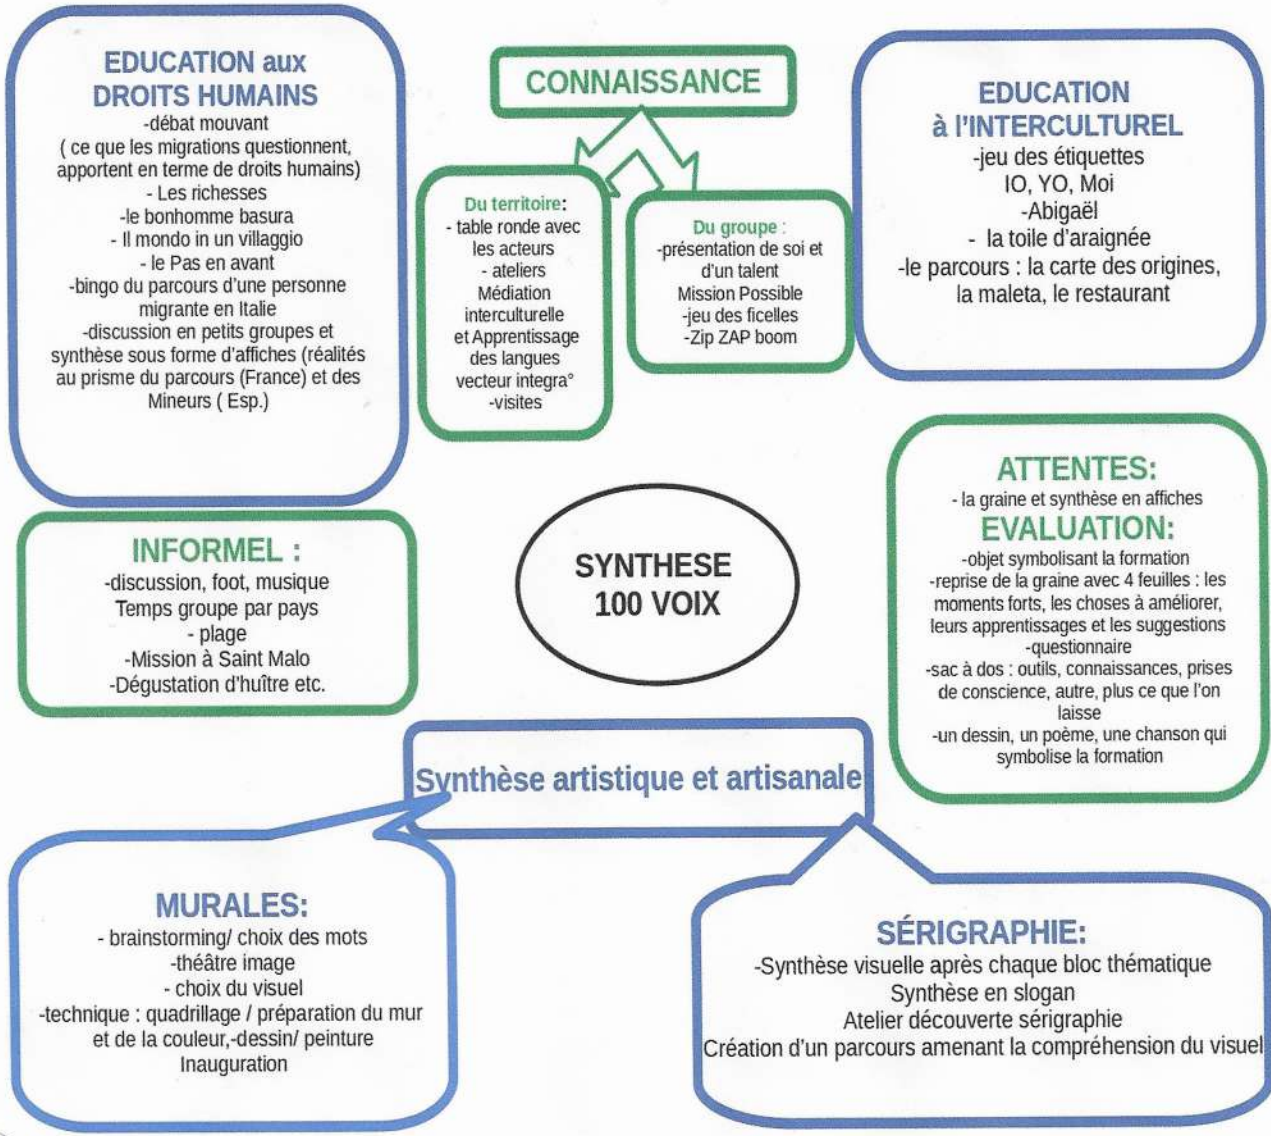 EDUCATION aux
DROITS HUMAINS
-débat mouvant
( ce que les migrations questionnent,
apportent en terme de droits humains)
- Les richesses
-le bonhomme basura
- Il mondo in un villaggio
- le Pas en avant
-bingo du parcours d'une personne
migrante en Italie
-discussion en petits groupes et
synthèse sous forme d'affiches (réalités
au prisme du parcours (France) et des
Mineurs ( Esp.)
CONNAISSANCE
Du territoire:
- table ronde avec
les acteurs
- ateliers
Médiation
interculturelle
et Apprentissage
des langues
vecteur integra°
-visites
Du groupe :
-présentation de soi et
d'un talent
Mission Possible
-jeu des ficelles
-Zip ZAP boom
EDUCATION
à l'INTERCULTUREL
-jeu des étiquettes
IO, YO, Moi
-Abigaël
- la toile d'araignée
-le parcours : la carte des origines,
la maleta, le restaurant
INFORMEL :
-discussion, foot, musique
Temps groupe par pays
- plage
-Mission à Saint Malo
-Dégustation d'huître etc.
SYNTHESE
100 VOIX
ATTENTES:
- la graine et synthèse en affiches
EVALUATION:
-objet symbolisant la formation
-reprise de la graine avec 4 feuilles : les
moments forts, les choses à améliorer,
leurs apprentissages et les suggestions
-questionnaire
-sac à dos : outils, connaissances, prises
de conscience, autre, plus ce que l'on
laisse
-un dessin, un poème, une chanson qui
symbolise la formation
Synthèse artistique et artisanale
MURALES:
- brainstorming/ choix des mots
-théâtre image
- choix du visuel
-technique : quadrillage / préparation du mur
et de la couleur,-dessin/ peinture
Inauguration
SÉRIGRAPHIE:
-Synthèse visuelle après chaque bloc thématique
Synthèse en slogan
Atelier découverte sérigraphie
Création d'un parcours amenant la compréhension du visuel